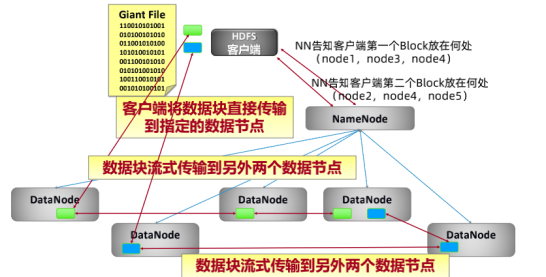 Giant File
110010101001
010100101010
011001010100
101010010101
001100101010
010101001010
100110010101
001010100101
HDFS
客户端
NN告知客户端第一个Block放在何处
（node1，node3，node4）
NN告知客户端第二个Block放在何处
（node2，node4，node5）
客户端将数据块直接传输
到指定的数据节点
NameNode
数据块流式传输到另外两个数据节点
DataNode
DataNode
DataNode
DataNode
DataNode
数据块流式传输到另外两个数据节点